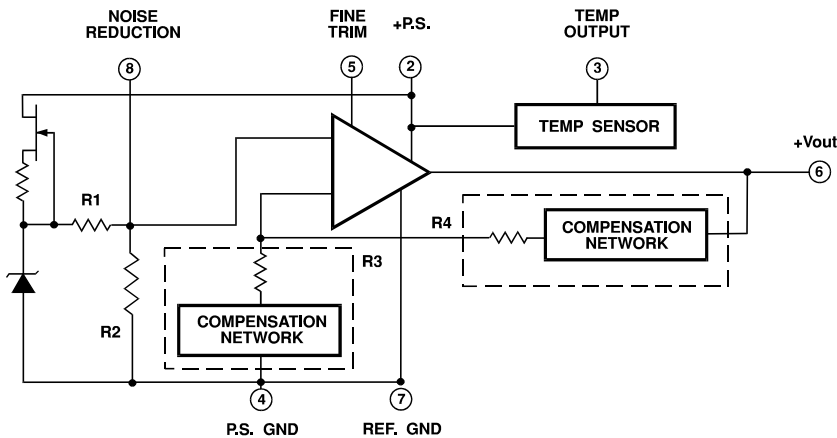 NOISE
REDUCTION
FINE
TRIM
+P.S.
TEMP
OUTPUT
8
5
2
3
TEMP SENSOR
+Vout
6
R1
R4
COMPENSATION
NETWORK
R3
R2
COMPENSATION
NETWORK
4
7
P.S. GND
REF. GND